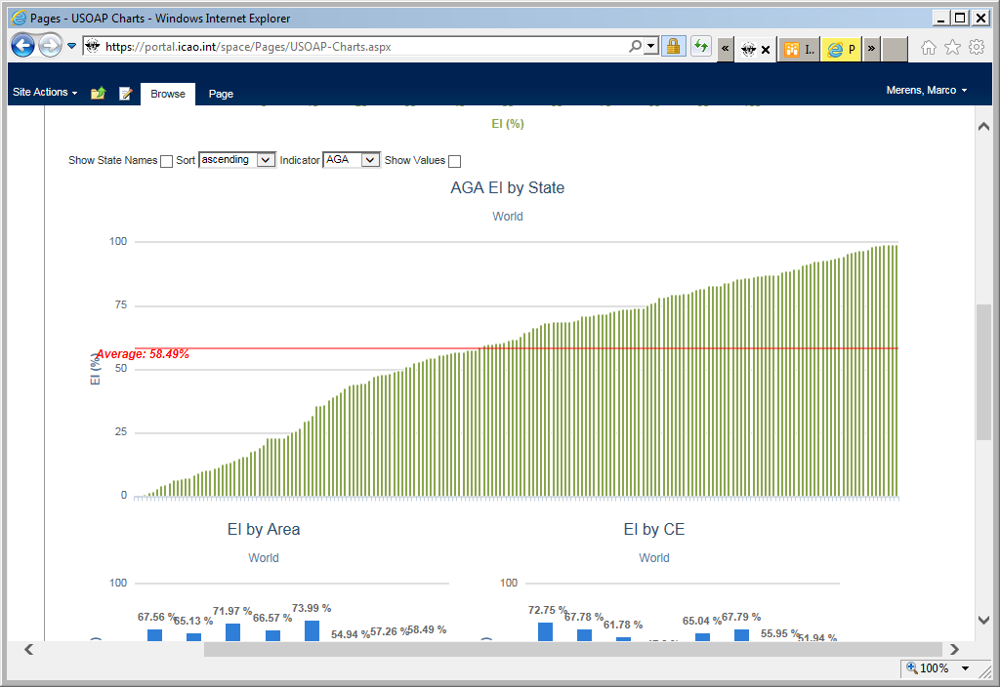 Pages - USOAP Charts - Windows Internet Explorer
https://portal.icao.int/space/Pages/USOAP-Charts.aspx
« I.. P »
Site Actions Browse Page Merens, Marco
EI (%)
Show State Names Sort ascending Indicator AGA Show Values
AGA EI by State
World
100
75
Average: 58.49%
50
EI (%)
25
0
EI by Area EI by CE
World World
100 100
67.56 % 65.13 % 71.97 % 66.57 % 73.99 % 54.94 % 57.26 % 58.49 %
72.75 % 67.78 % 61.78 % 65.04 % 67.79 % 55.95 % 51.94 %
100%